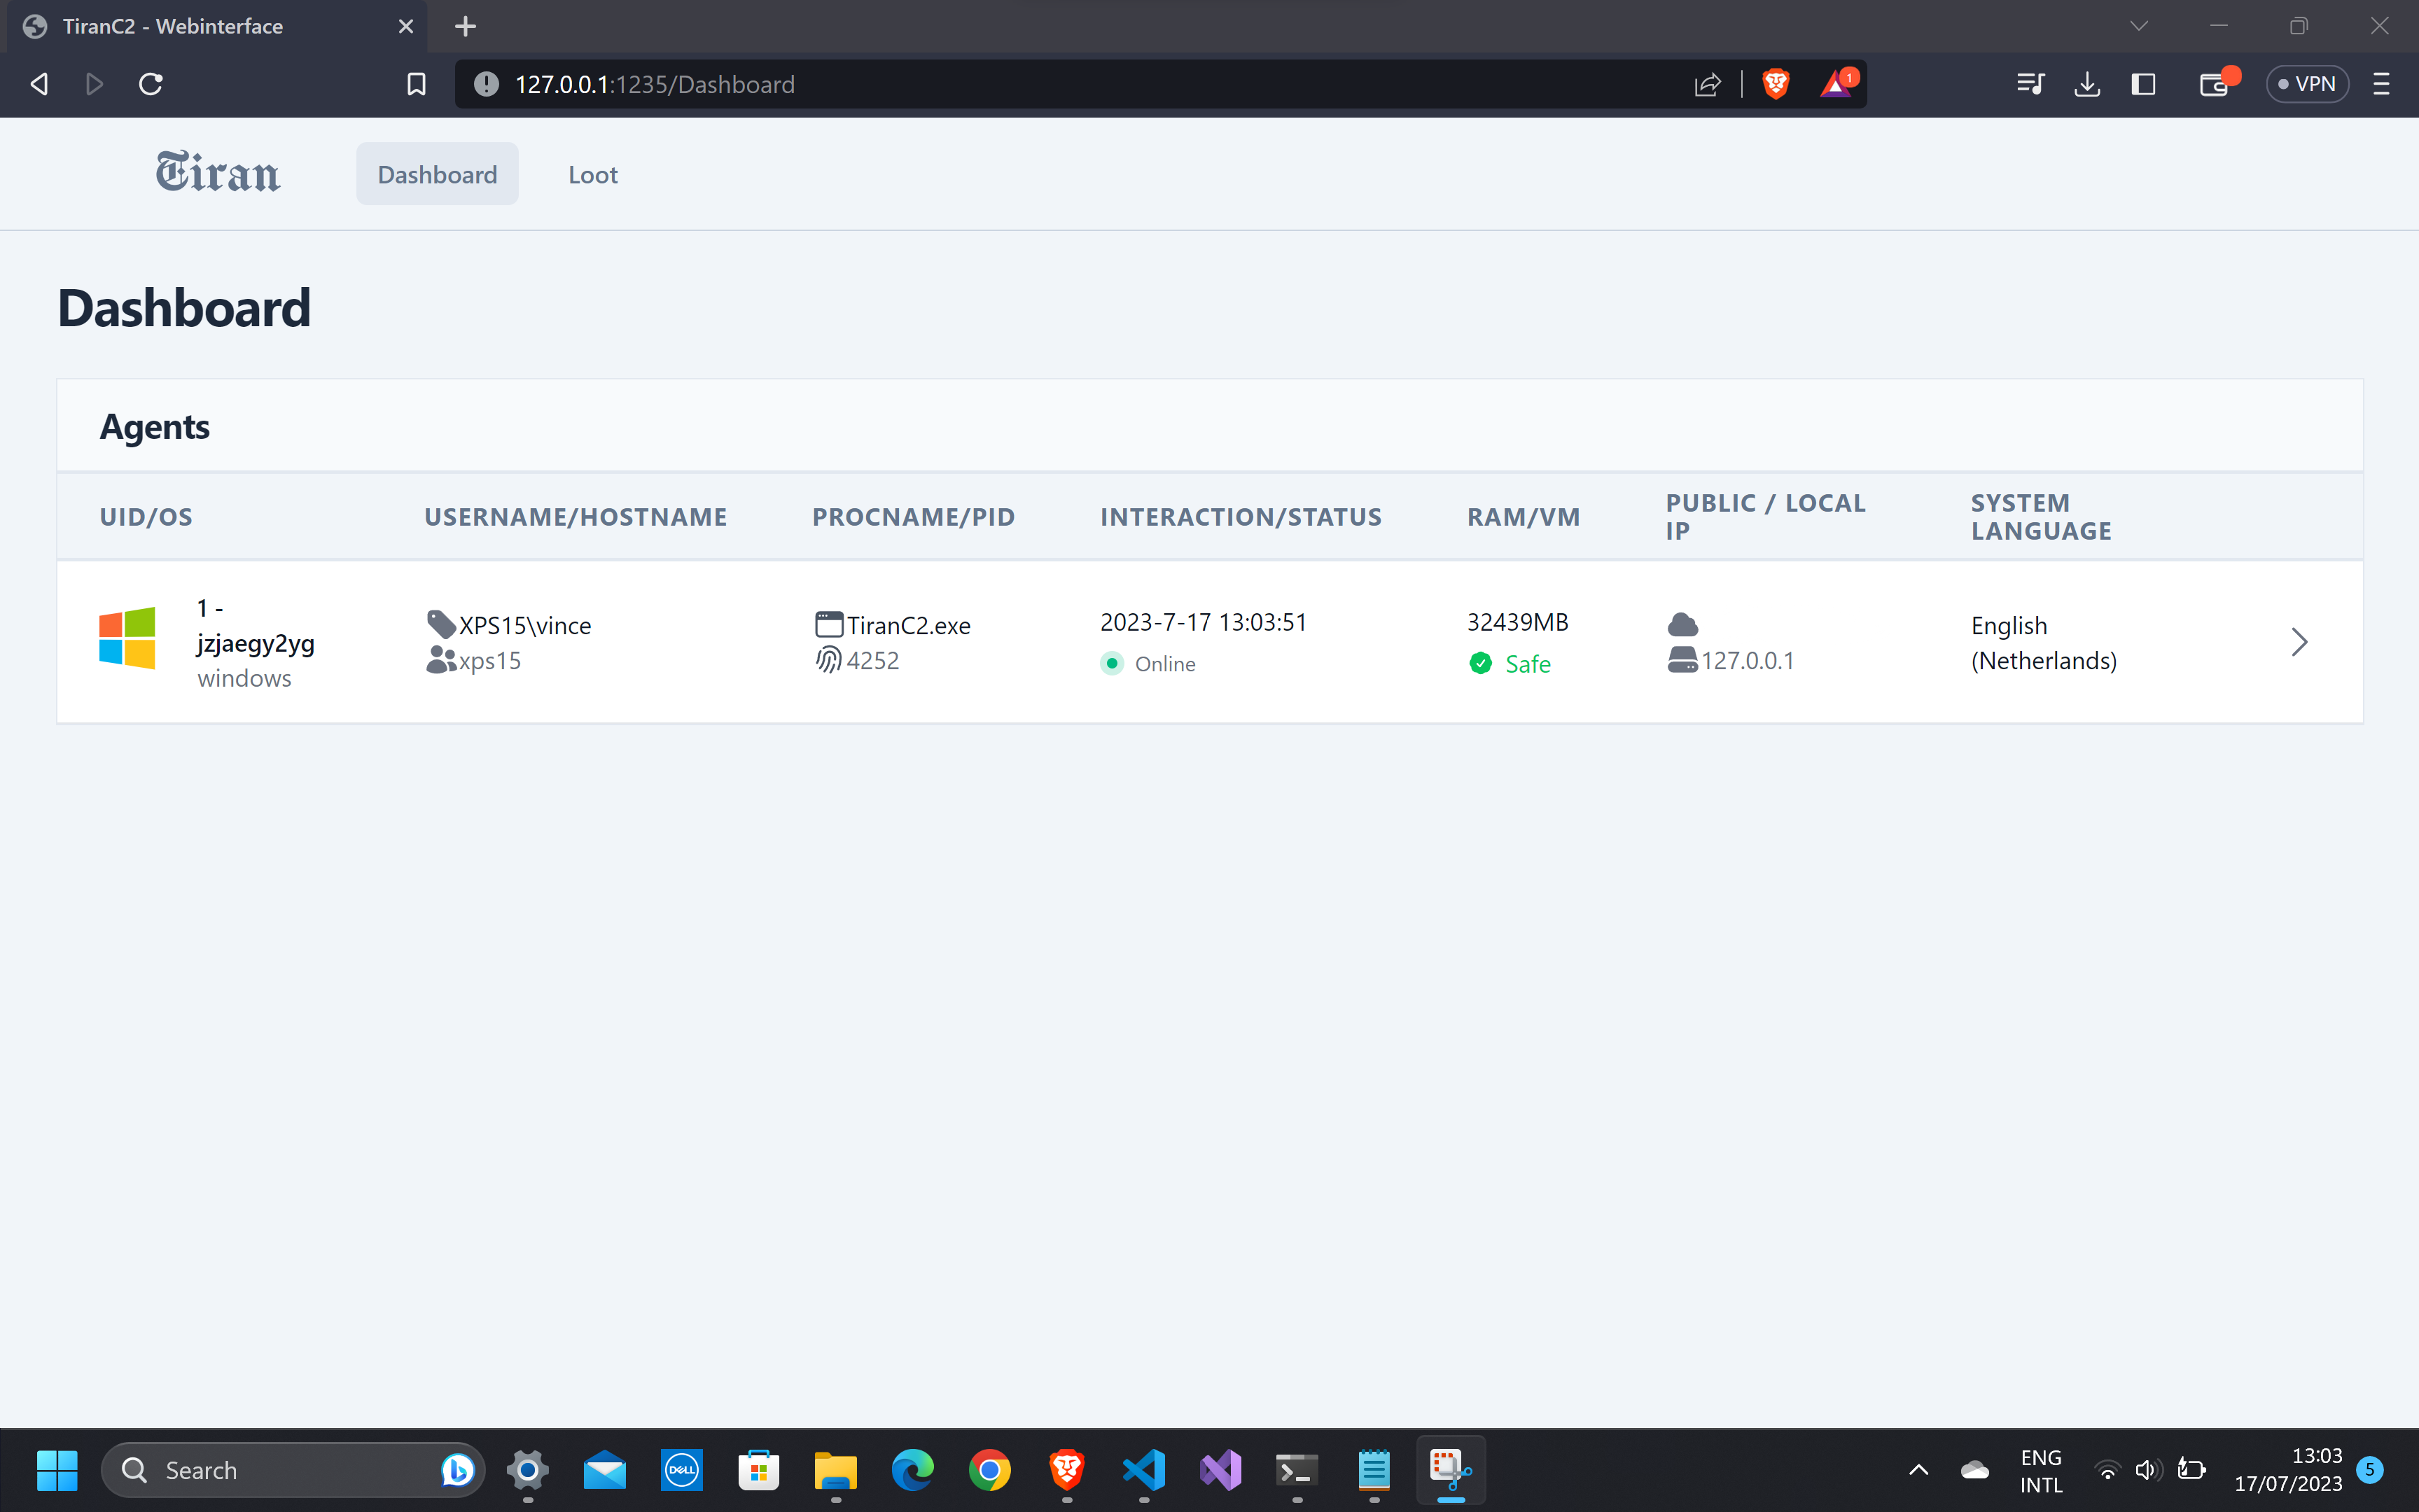 TiranC2 - Webinterface
127.0.0.1:1235/Dashboard
1
VPN
Tiran
Dashboard
Loot
Dashboard
Agents
UID/OS
USERNAME/HOSTNAME
PROCNAME/PID
INTERACTION/STATUS
RAM/VM
PUBLIC / LOCAL
IP
SYSTEM
LANGUAGE
1 -
jzjaegy2yg
windows
XPS15\vince
xps15
TiranC2.exe
4252
2023-7-17 13:03:51
Online
32439MB
Safe
127.0.0.1
English
(Netherlands)
Search
DELL
ENG
INTL
13:03
17/07/2023
5